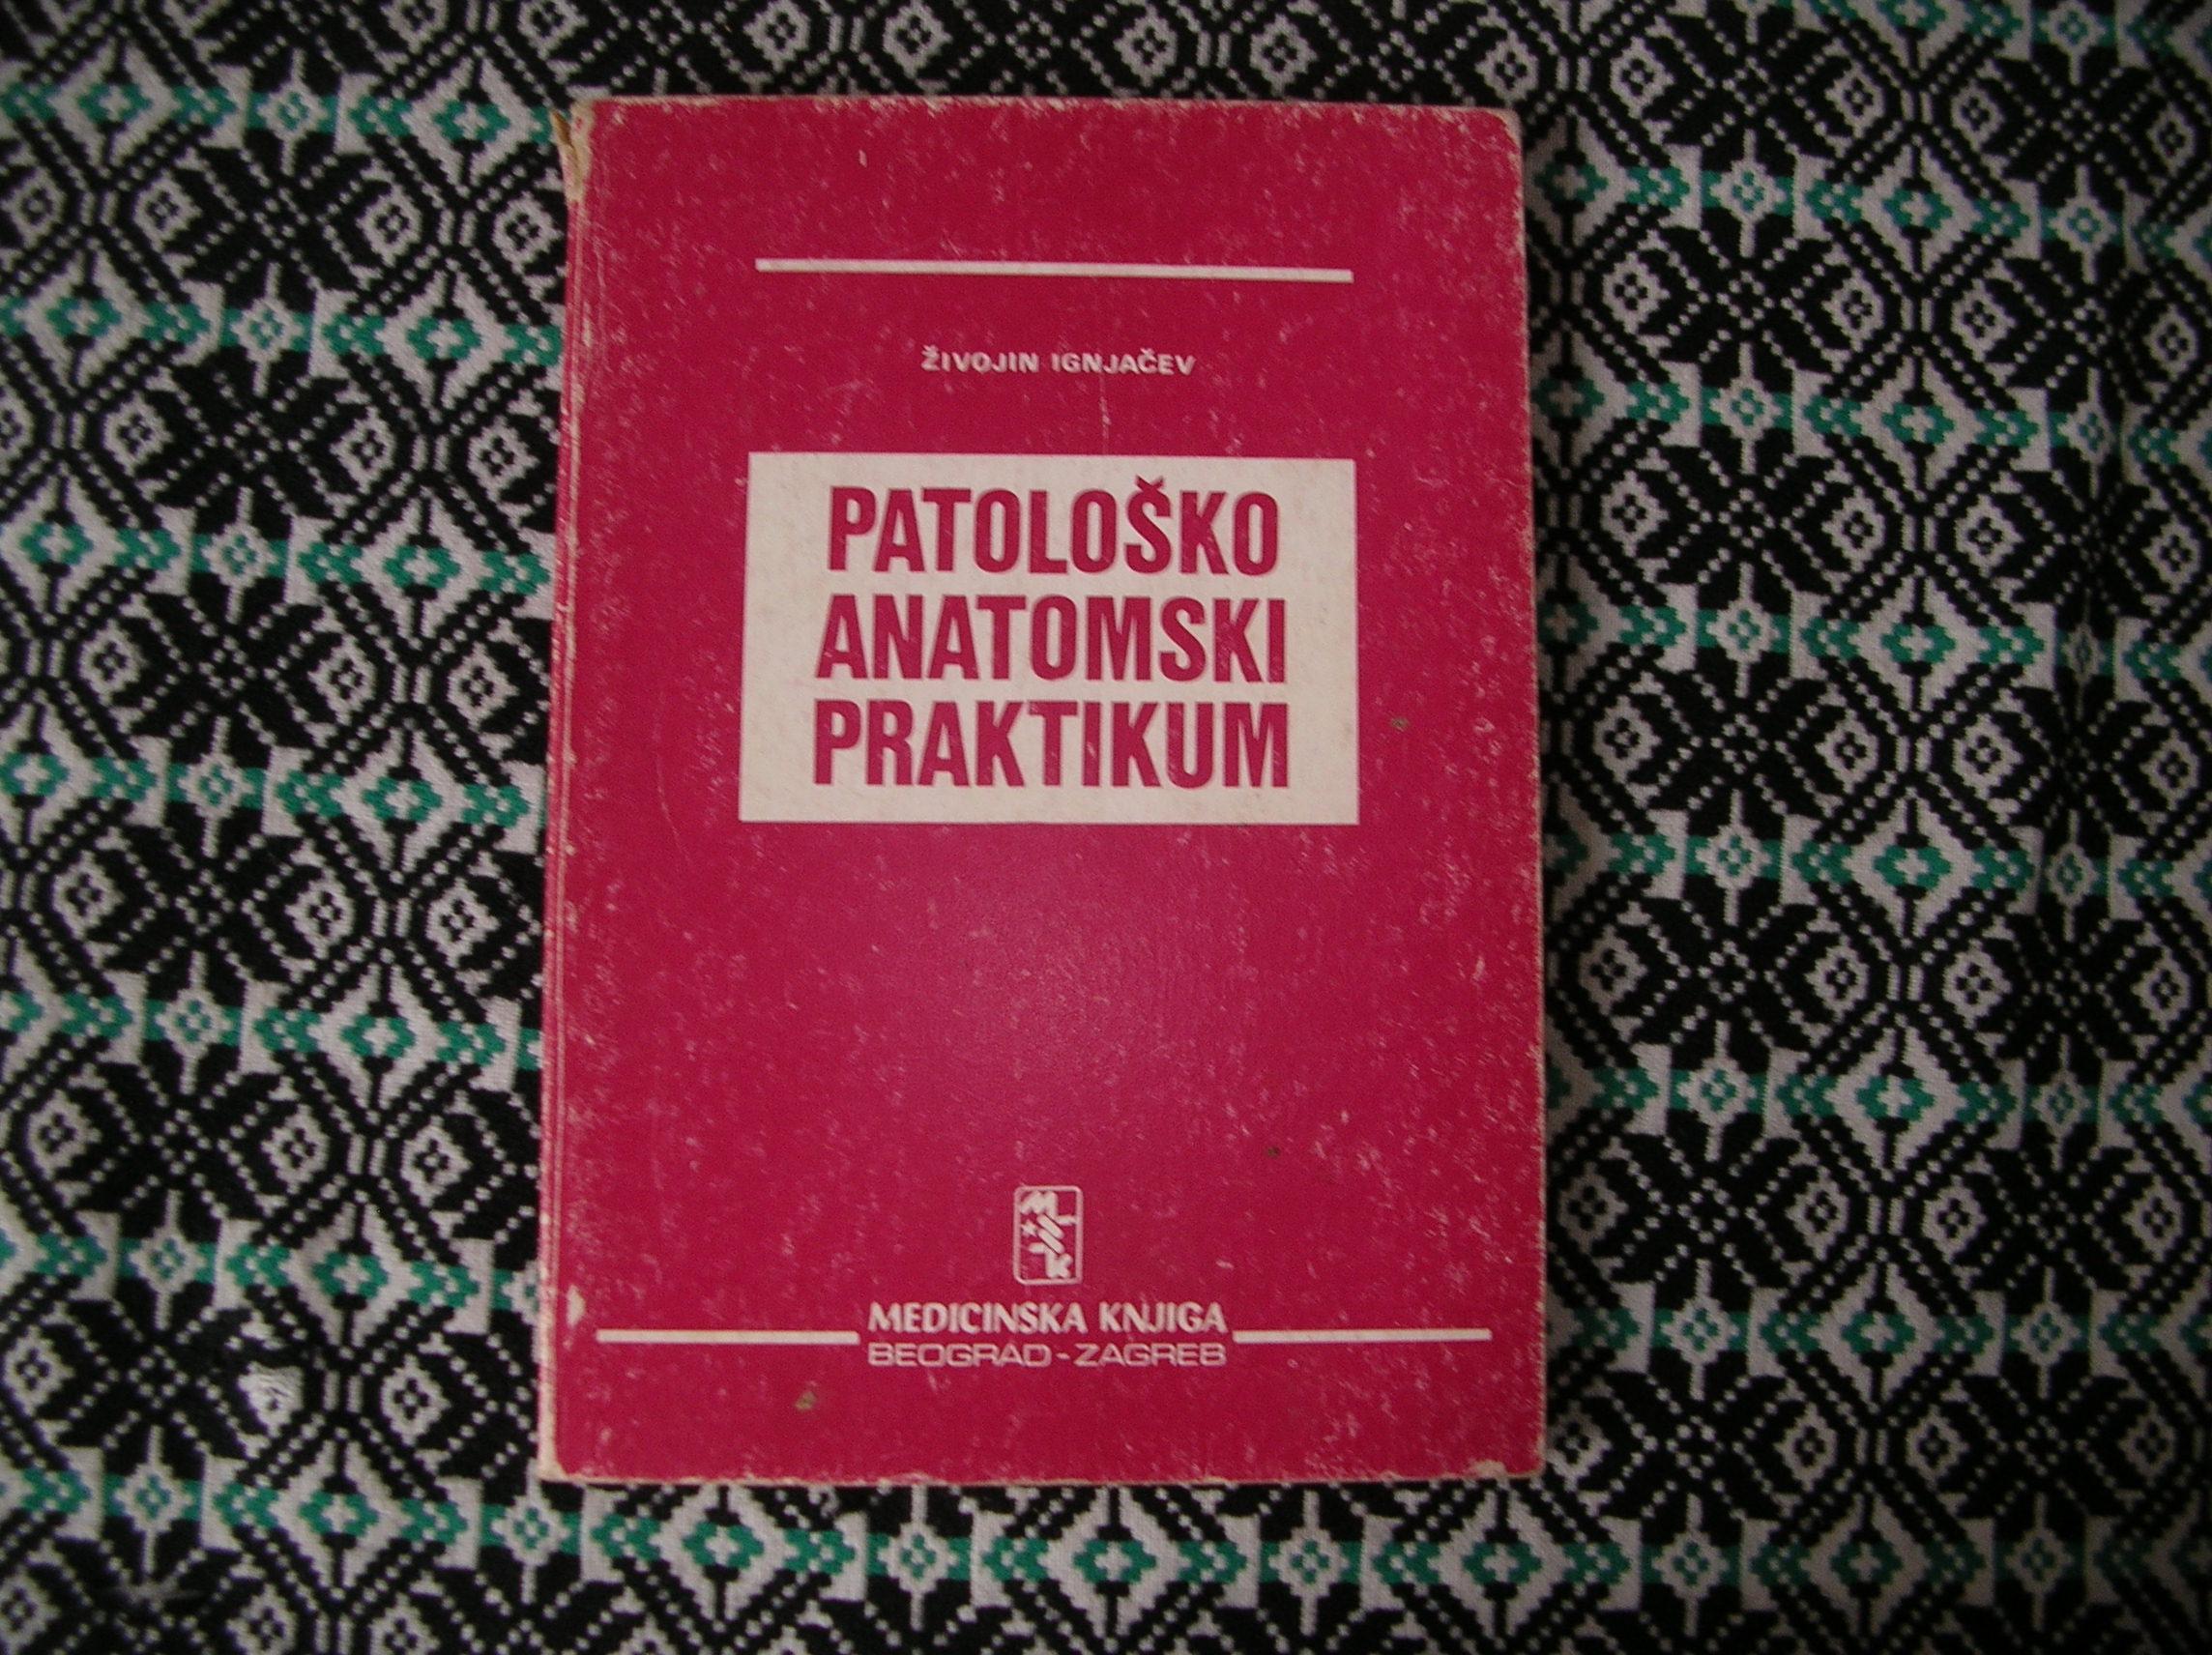 ŽIVOJIN IGNJAČEV
PATOLOŠKO
ANATOMSKI
PRAKTIKUM
M
K
MEDICINSKA KNJIGA
BEOGRAD-ZAGREB